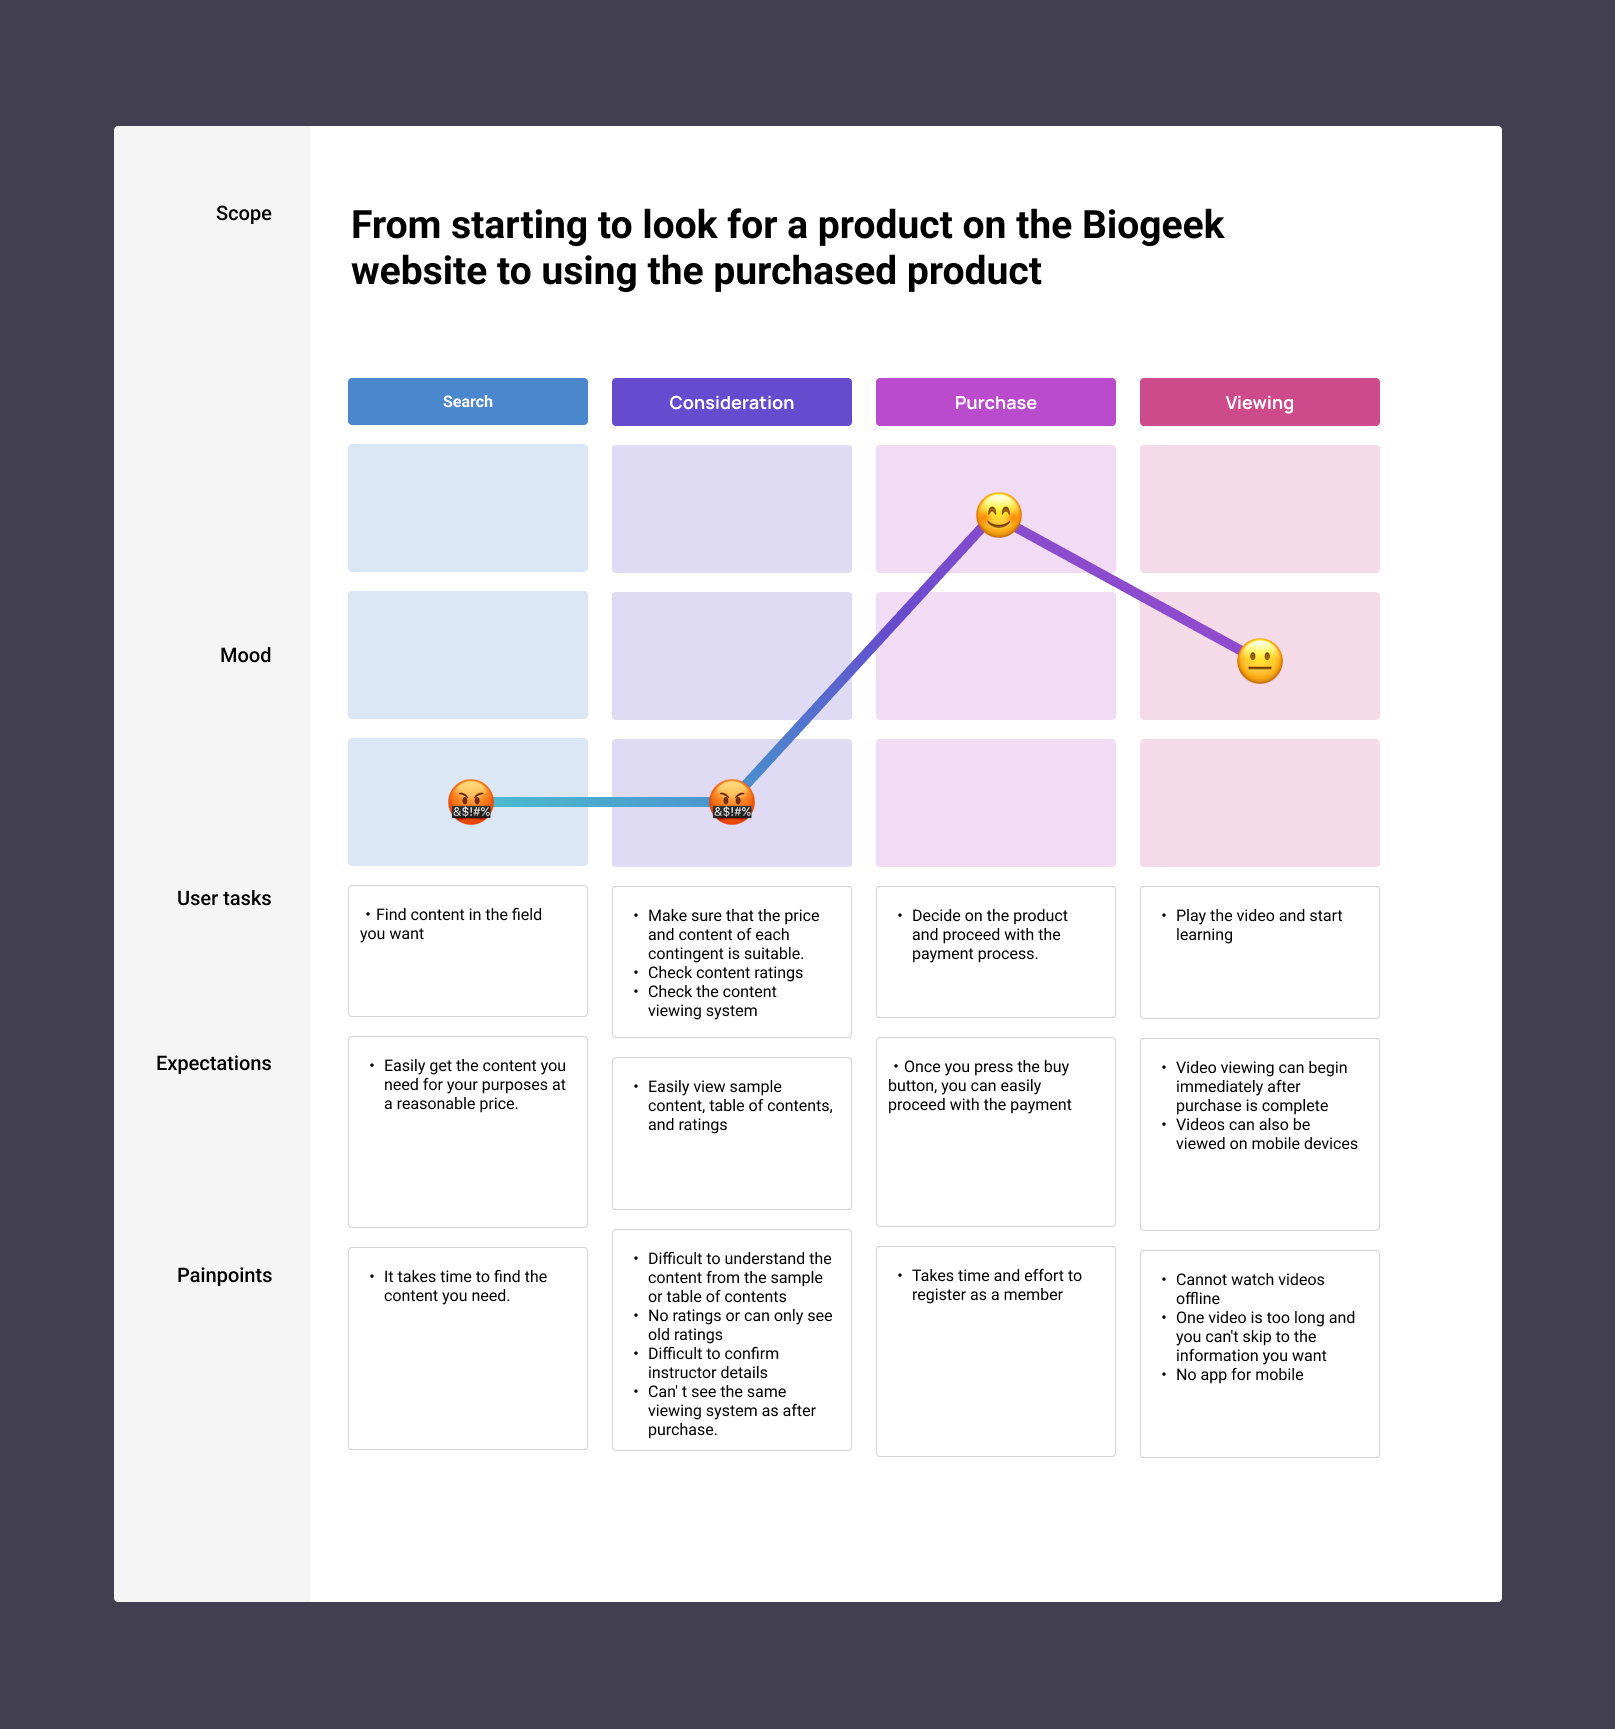 Scope
From starting to look for a product on the Biogeek
website to using the purchased product
Search
Consideration
Purchase
Viewing
Mood
&$!#%
&$!#%
User tasks
・Find content in the field
you want
• Make sure that the price
and content of each
contingent is suitable.
• Check content ratings
• Check the content
viewing system
• Decide on the product
and proceed with the
payment process.
• Play the video and start
learning
Expectations
• Easily get the content you
need for your purposes at
a reasonable price.
• Easily view sample
content, table of contents,
and ratings
・Once you press the buy
button, you can easily
proceed with the payment
• Video viewing can begin
immediately after
purchase is complete
• Videos can also be
viewed on mobile devices
Painpoints
• It takes time to find the
content you need.
• Difficult to understand the
content from the sample
or table of contents
• No ratings or can only see
old ratings
• Difficult to confirm
instructor details
• Can' t see the same
viewing system as after
purchase.
• Takes time and effort to
register as a member
• Cannot watch videos
offline
• One video is too long and
you can't skip to the
information you want
• No app for mobile